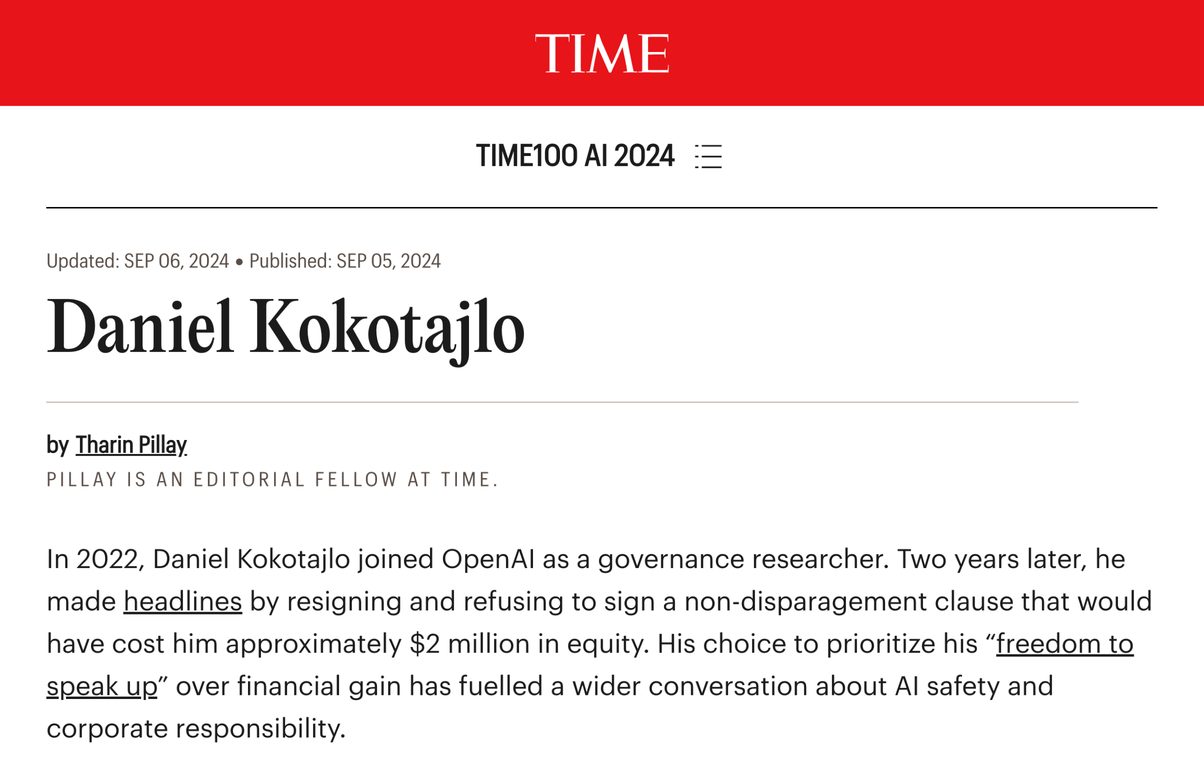 TIME
TIME100 AI 2024
Updated: SEP 06, 2024 • Published: SEP 05, 2024
Daniel Kokotajlo
by Tharin Pillay
PILLAY IS AN EDITORIAL FELLOW AT TIME.
In 2022, Daniel Kokotajlo joined OpenAI as a governance researcher. Two years later, he
made headlines by resigning and refusing to sign a non-disparagement clause that would
have cost him approximately $2 million in equity. His choice to prioritize his “freedom to
speak up” over financial gain has fuelled a wider conversation about AI safety and
corporate responsibility.